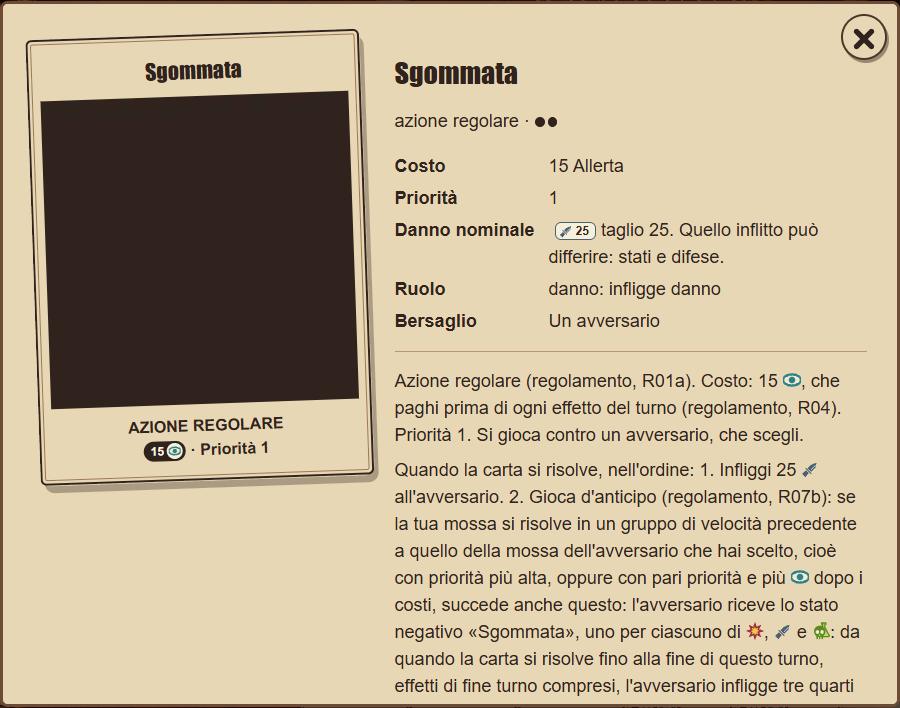 Sgommata
AZIONE REGOLARE
15 · Priorità 1
Sgommata
azione regolare · ●●
Costo 15 Allerta
Priorità 1
Danno nominale 25 taglio 25. Quello inflitto può
differire: stati e difese.
Ruolo danno: infligge danno
Bersaglio Un avversario
Azione regolare (regolamento, R01a). Costo: 15 , che
paghi prima di ogni effetto del turno (regolamento, R04).
Priorità 1. Si gioca contro un avversario, che scegli.
Quando la carta si risolve, nell'ordine: 1. Infliggi 25
all'avversario. 2. Gioca d'anticipo (regolamento, R07b): se
la tua mossa si risolve in un gruppo di velocità precedente
a quello della mossa dell'avversario che hai scelto, cioè
con priorità più alta, oppure con pari priorità e più dopo i
costi, succede anche questo: l'avversario riceve lo stato
negativo «Sgommata», uno per ciascuno di , e : da
quando la carta si risolve fino alla fine di questo turno,
effetti di fine turno compresi, l'avversario infligge tre quarti